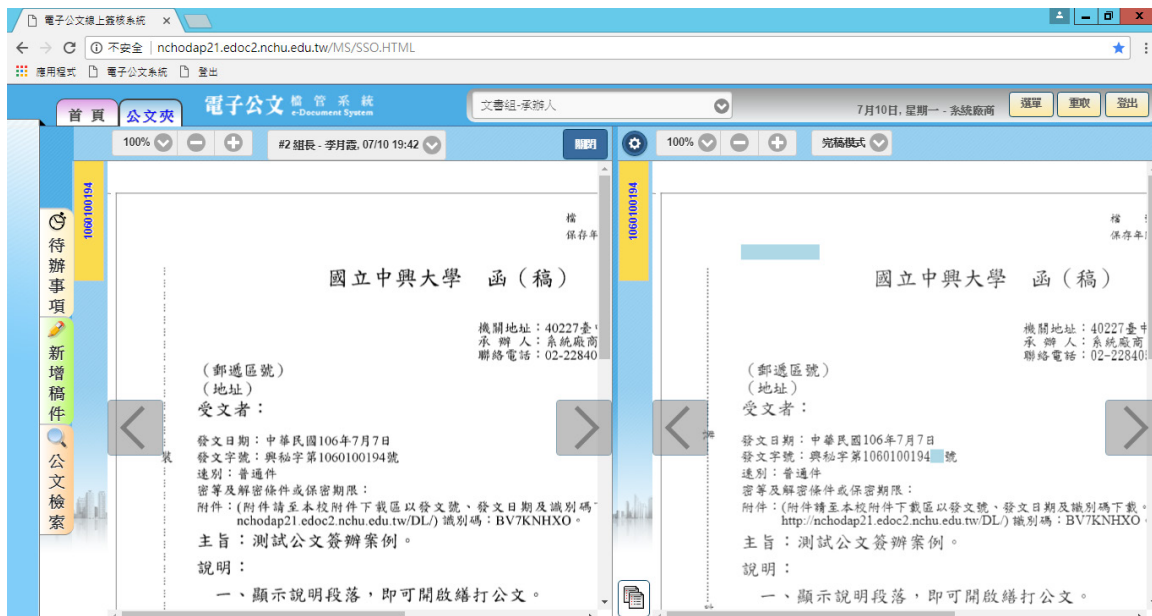 電子公文線上簽核系統
不安全 | nchodap21.edoc2.nchu.edu.tw/MS/SSO.HTML
應用程式 電子公文系統 登出
首頁 公文夾 電子公文檔管系統 e-Document System 文書組-承辦人 7月10日, 星期一 - 系統廠商 選單 重取 登出
100% #2 組長 - 李月霞, 07/10 19:42 關閉
100% 完稿模式
待辦事項
新增稿件
公文檢索
1060100194
檔
保存年
國立中興大學 函（稿）
機關地址：40227臺
承 辦 人：系統廠商
聯絡電話：02-22840
（郵遞區號）
（地址）
受文者：
發文日期：中華民國106年7月7日
發文字號：興秘字第1060100194號
速別：普通件
密等及解密條件或保密期限：
附件：(附件請至本校附件下載區以發文號、發文日期及識別碼下
nchodap21.edoc2.nchu.edu.tw/DL/) 識別碼：BV7KNHXO。
主旨：測試公文簽辦案例。
說明：
一、顯示說明段落，即可開啟繕打公文。
1060100194
檔
保存年
國立中興大學 函（稿）
機關地址：40227臺中
承 辦 人：系統廠商
聯絡電話：02-22840
（郵遞區號）
（地址）
受文者：
發文日期：中華民國106年7月7日
發文字號：興秘字第1060100194 號
速別：普通件
密等及解密條件或保密期限：
附件：(附件請至本校附件下載區以發文號、發文日期及識別碼下載。
http://nchodap21.edoc2.nchu.edu.tw/DL/) 識別碼：BV7KNHXO
主旨：測試公文簽辦案例。
說明：
一、顯示說明段落，即可開啟繕打公文。